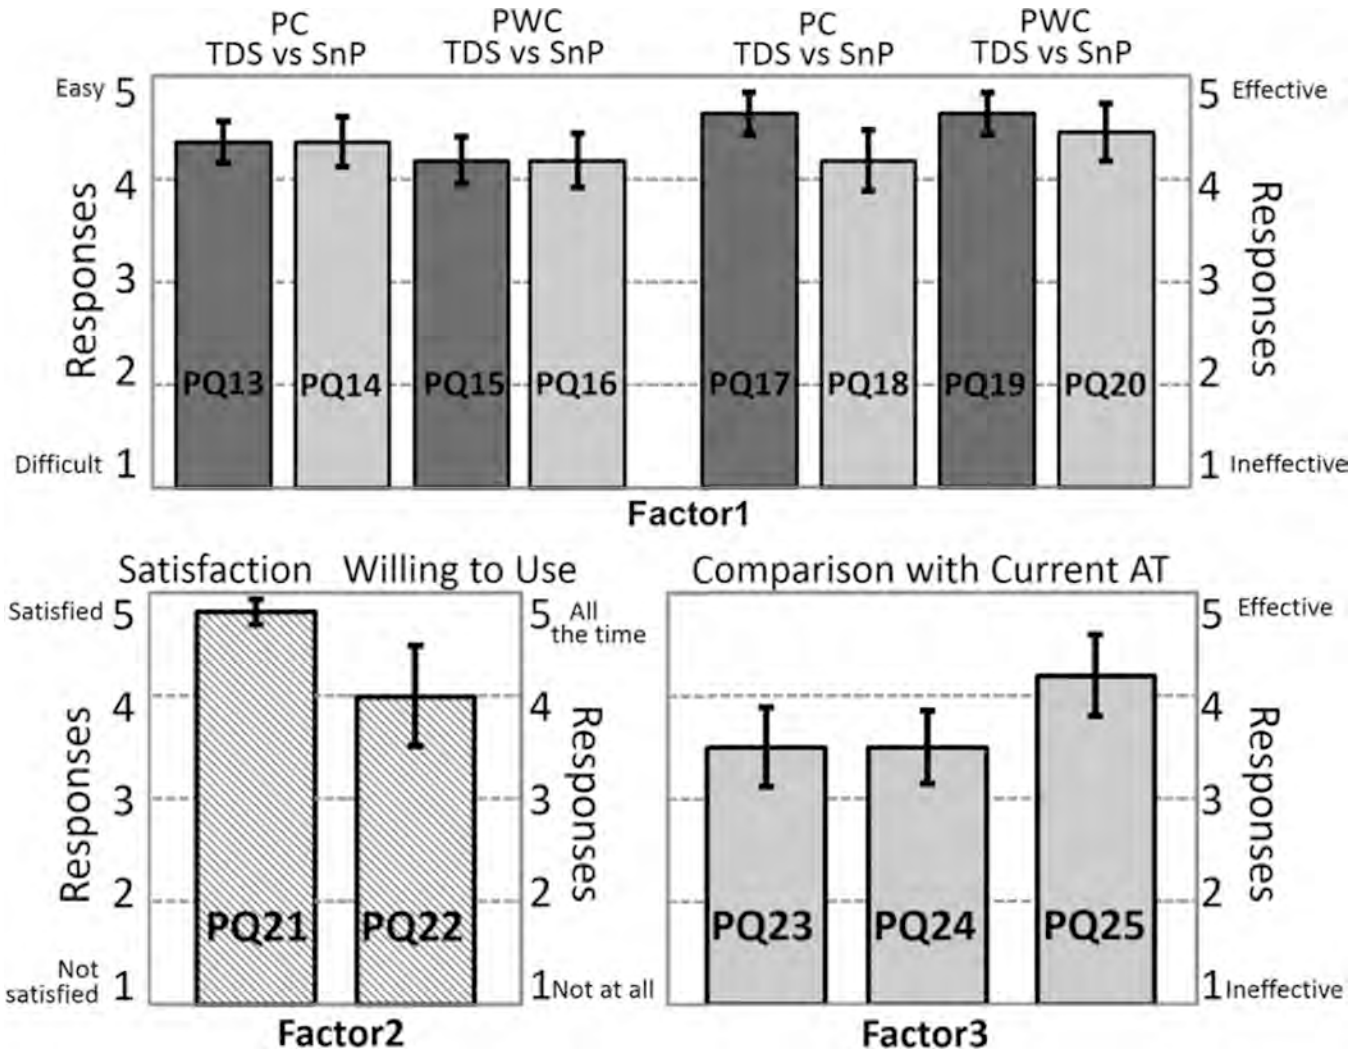 PC
TDS vs SnP
PWC
TDS vs SnP
PC
TDS vs SnP
PWC
TDS vs SnP
Easy 5
4
3
2
Difficult 1
Responses
PQ13 PQ14 PQ15 PQ16 PQ17 PQ18 PQ19 PQ20
5 Effective
4
3
2
1 Ineffective
Responses
Factor1
Satisfaction Willing to Use
Satisfied 5
4
3
2
Not
satisfied 1
Responses
PQ21 PQ22
5 All
the time
4
3
2
1 Not at all
Responses
Factor2
Comparison with Current AT
PQ23 PQ24 PQ25
5 Effective
4
3
2
1 Ineffective
Responses
Factor3